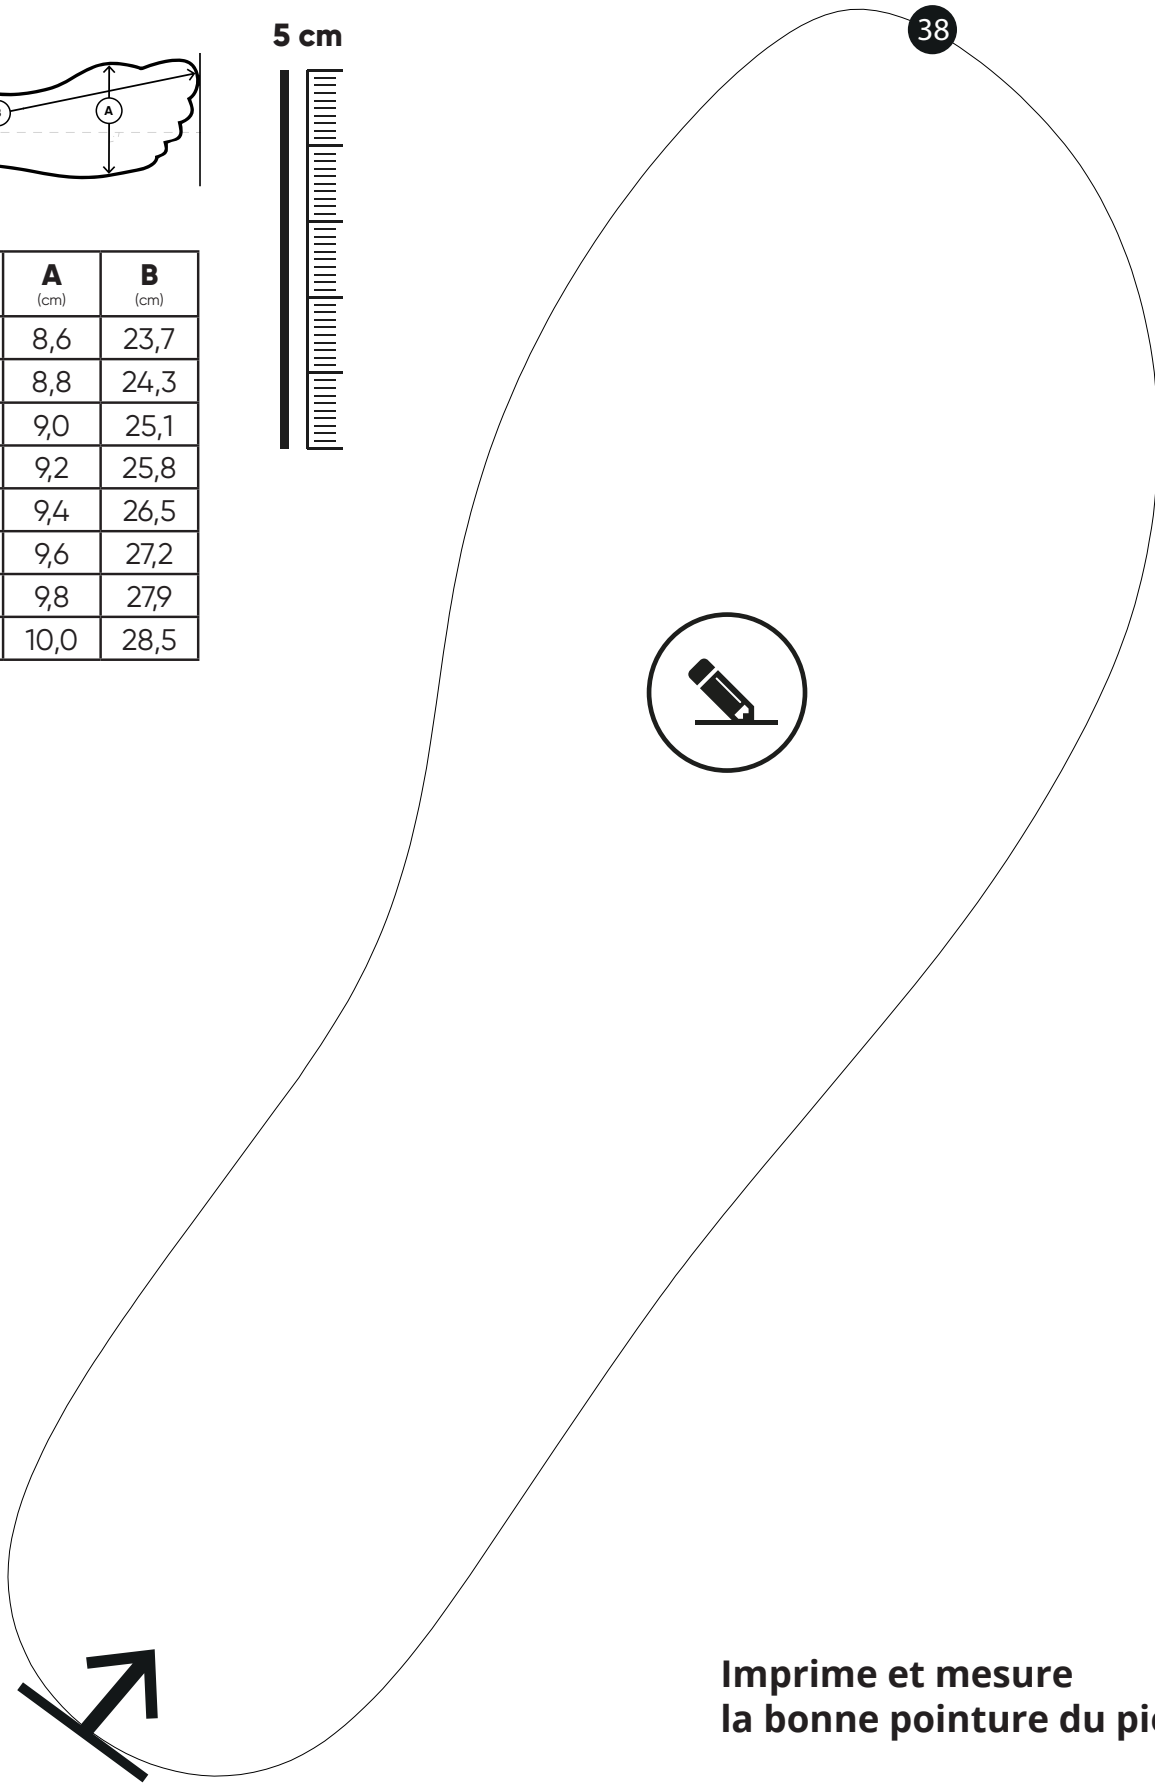 38
5 cm
A
A B
(cm) (cm)
8,6 23,7
8,8 24,3
9,0 25,1
9,2 25,8
9,4 26,5
9,6 27,2
9,8 27,9
10,0 28,5
Imprime et mesure
la bonne pointure du